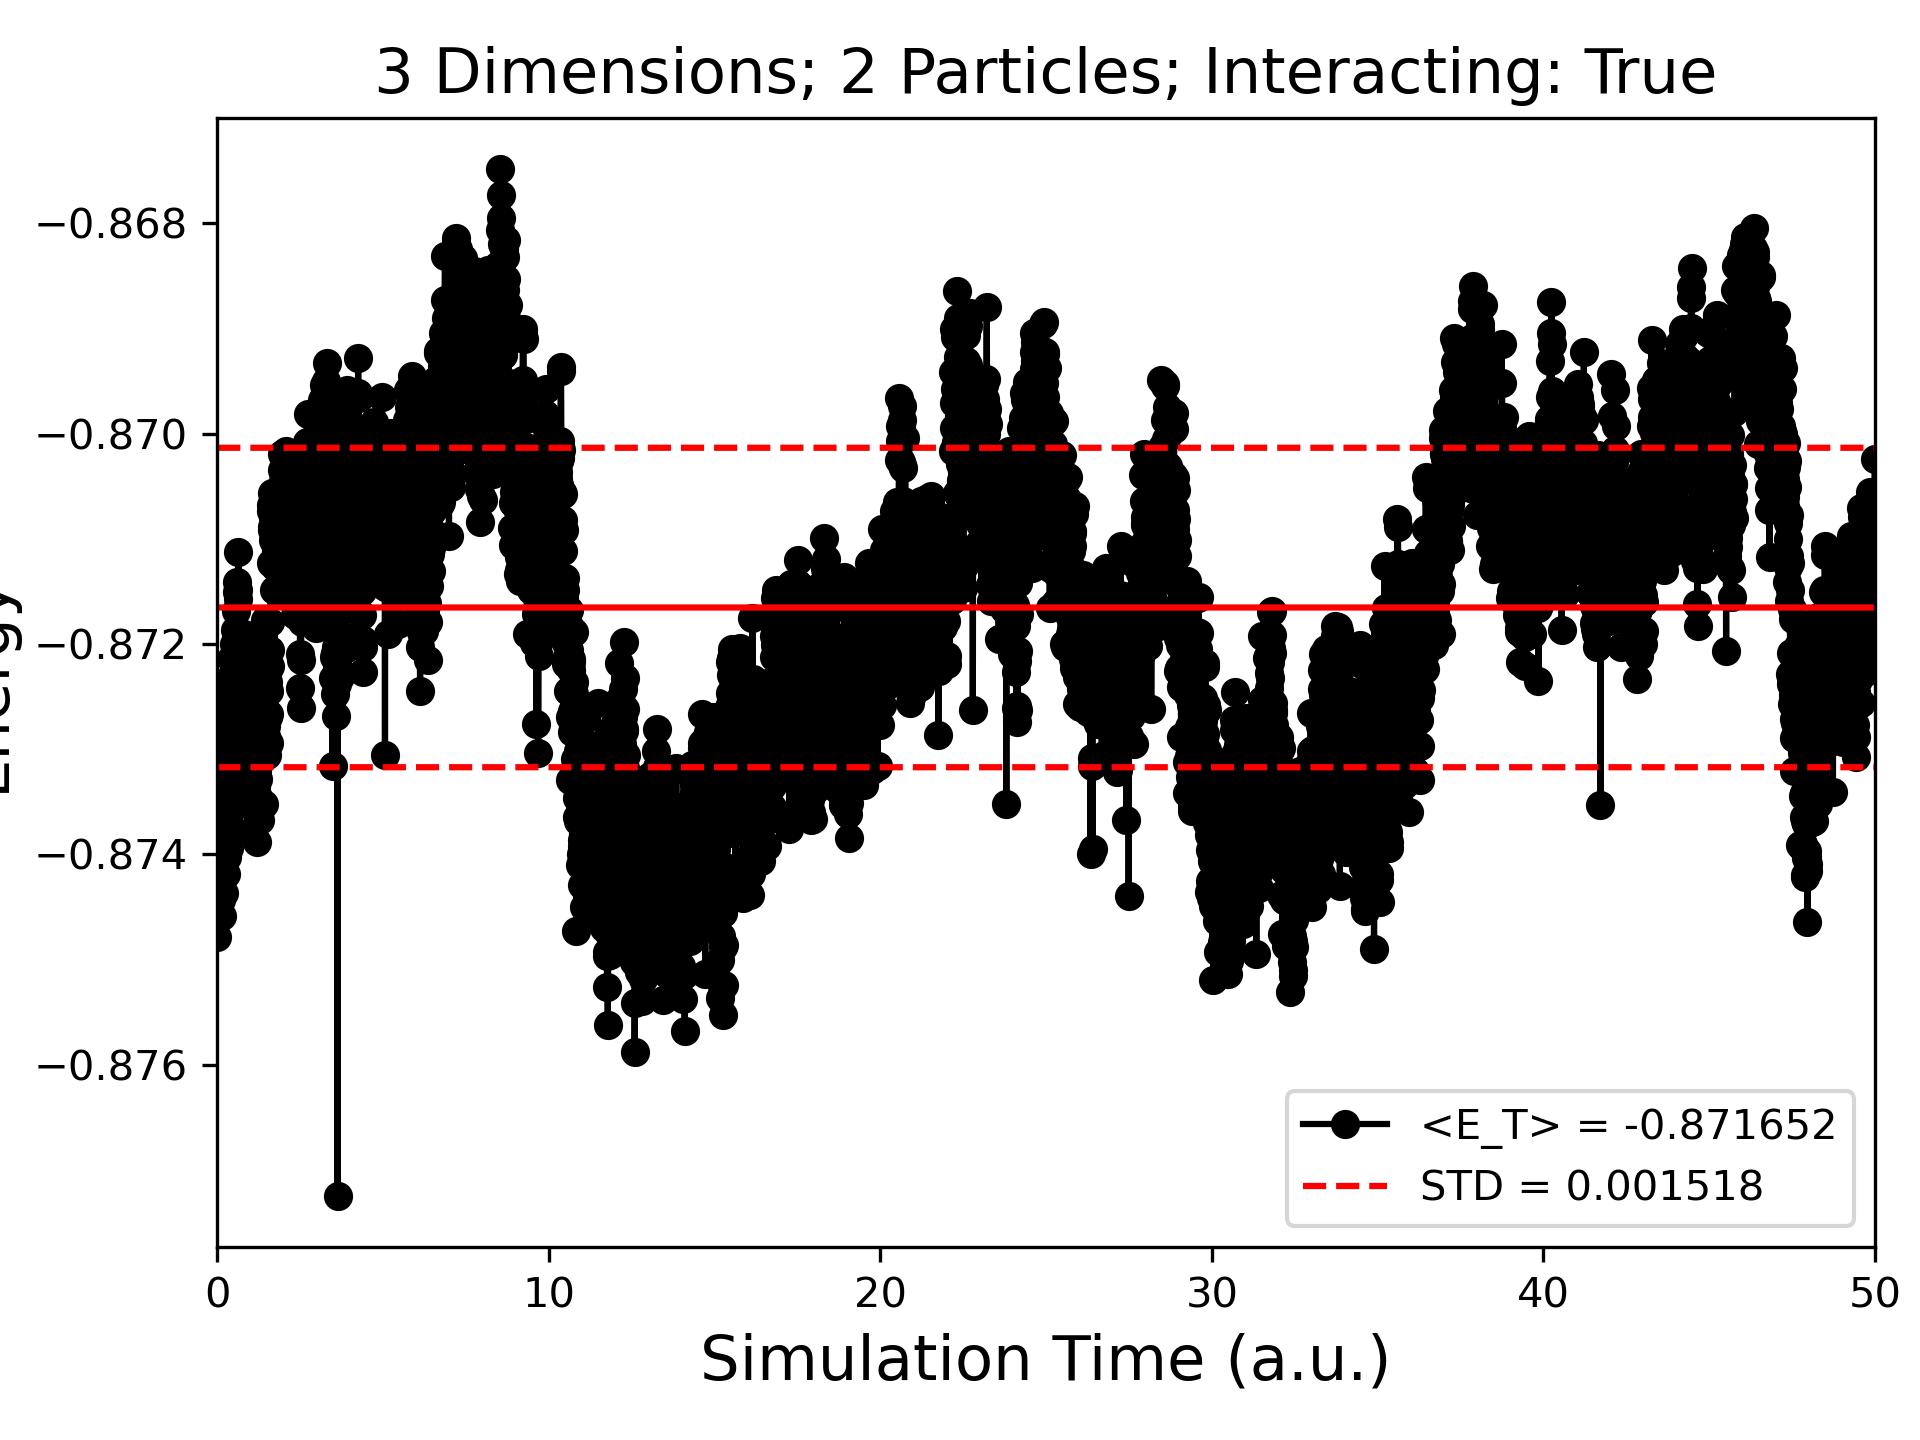 3 Dimensions; 2 Particles; Interacting: True
Energy
−0.868
−0.870
−0.872
−0.874
−0.876
0
10
20
30
40
50
Simulation Time (a.u.)
<E_T> = -0.871652
STD = 0.001518